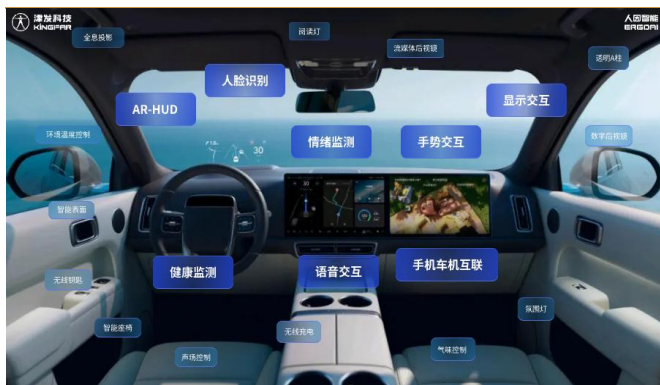 津发科技
KINGFAR
人因智能
ERGOAI
全息投影
阅读灯
流媒体后视镜
透明A柱
人脸识别
AR-HUD
显示交互
环境温度控制
情绪监测
手势交互
数字后视镜
30
30
智能表面
健康监测
语音交互
手机车机互联
无线钥匙
氛围灯
智能座椅
无线充电
声场控制
气味控制